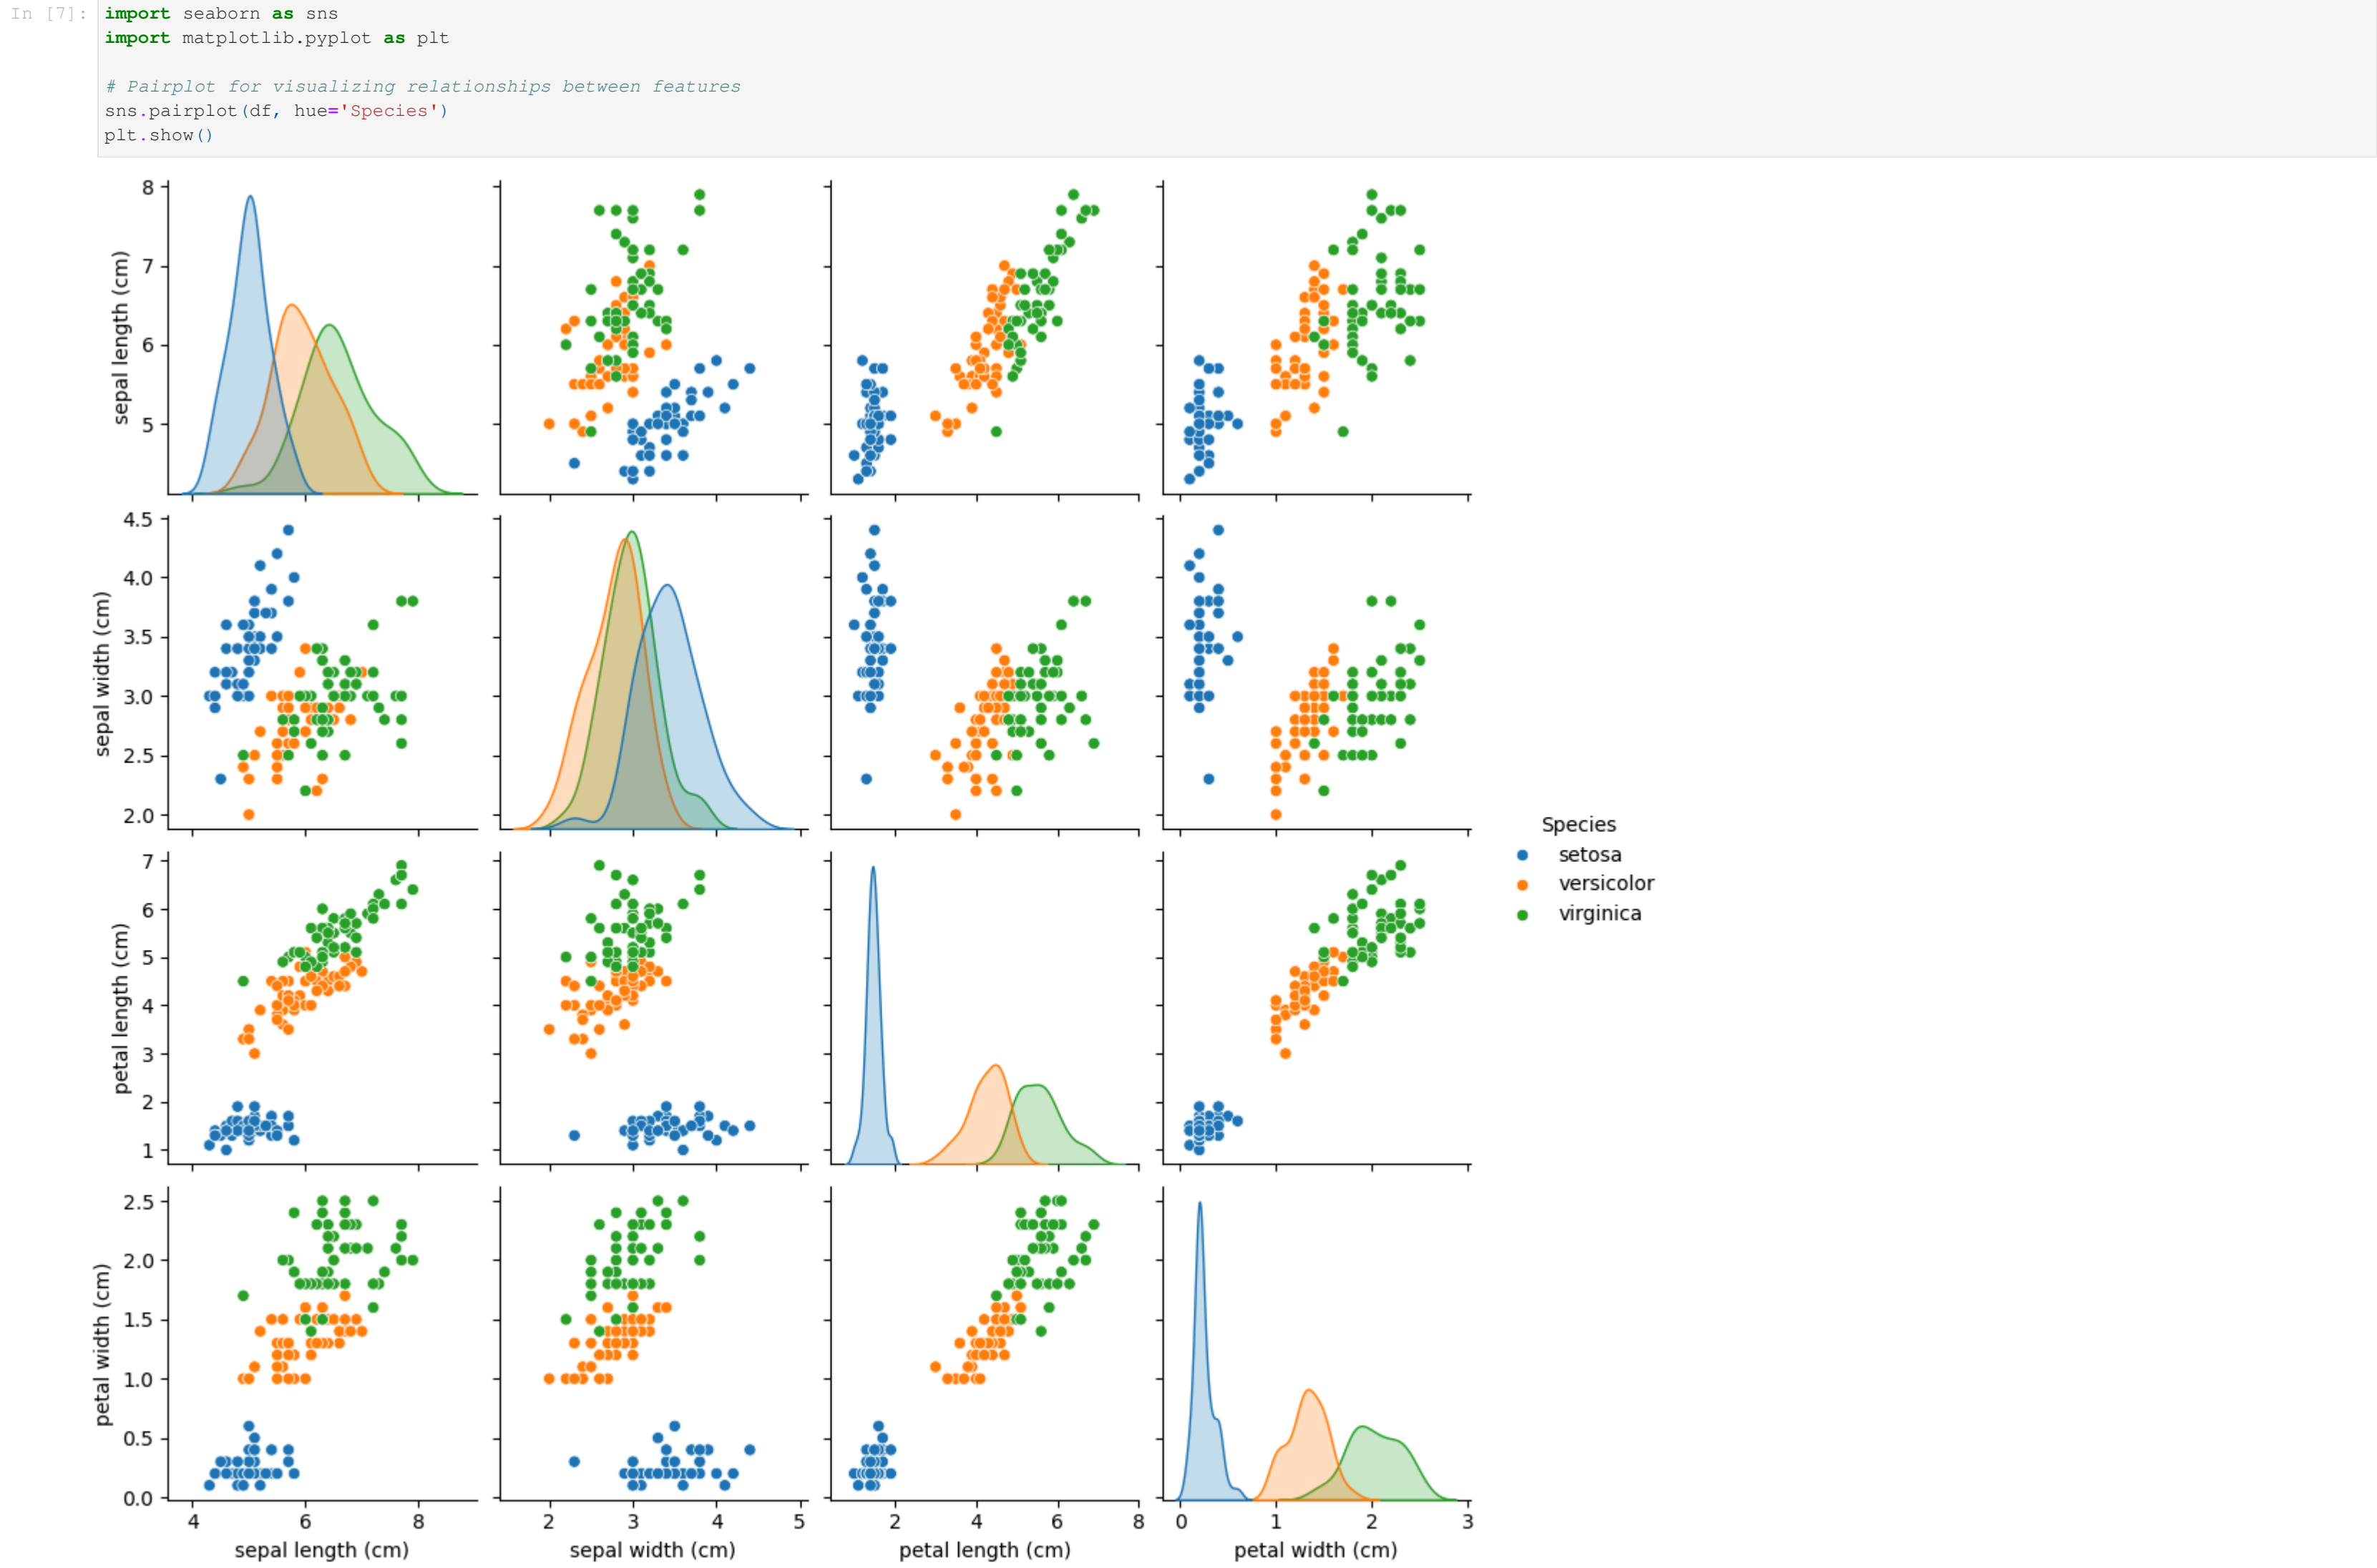 In [7]:
import seaborn as sns
import matplotlib.pyplot as plt
# Pairplot for visualizing relationships between features
sns.pairplot(df, hue='Species')
plt.show()
8
7
6
5
sepal length (cm)
4.5
4.0
3.5
3.0
2.5
2.0
sepal width (cm)
Species
setosa
versicolor
virginica
7
6
5
4
3
2
1
petal length (cm)
2.5
2.0
1.5
1.0
0.5
0.0
petal width (cm)
4 6 8 2 3 4 5 2 4 6 8 0 1 2 3
sepal length (cm) sepal width (cm) petal length (cm) petal width (cm)